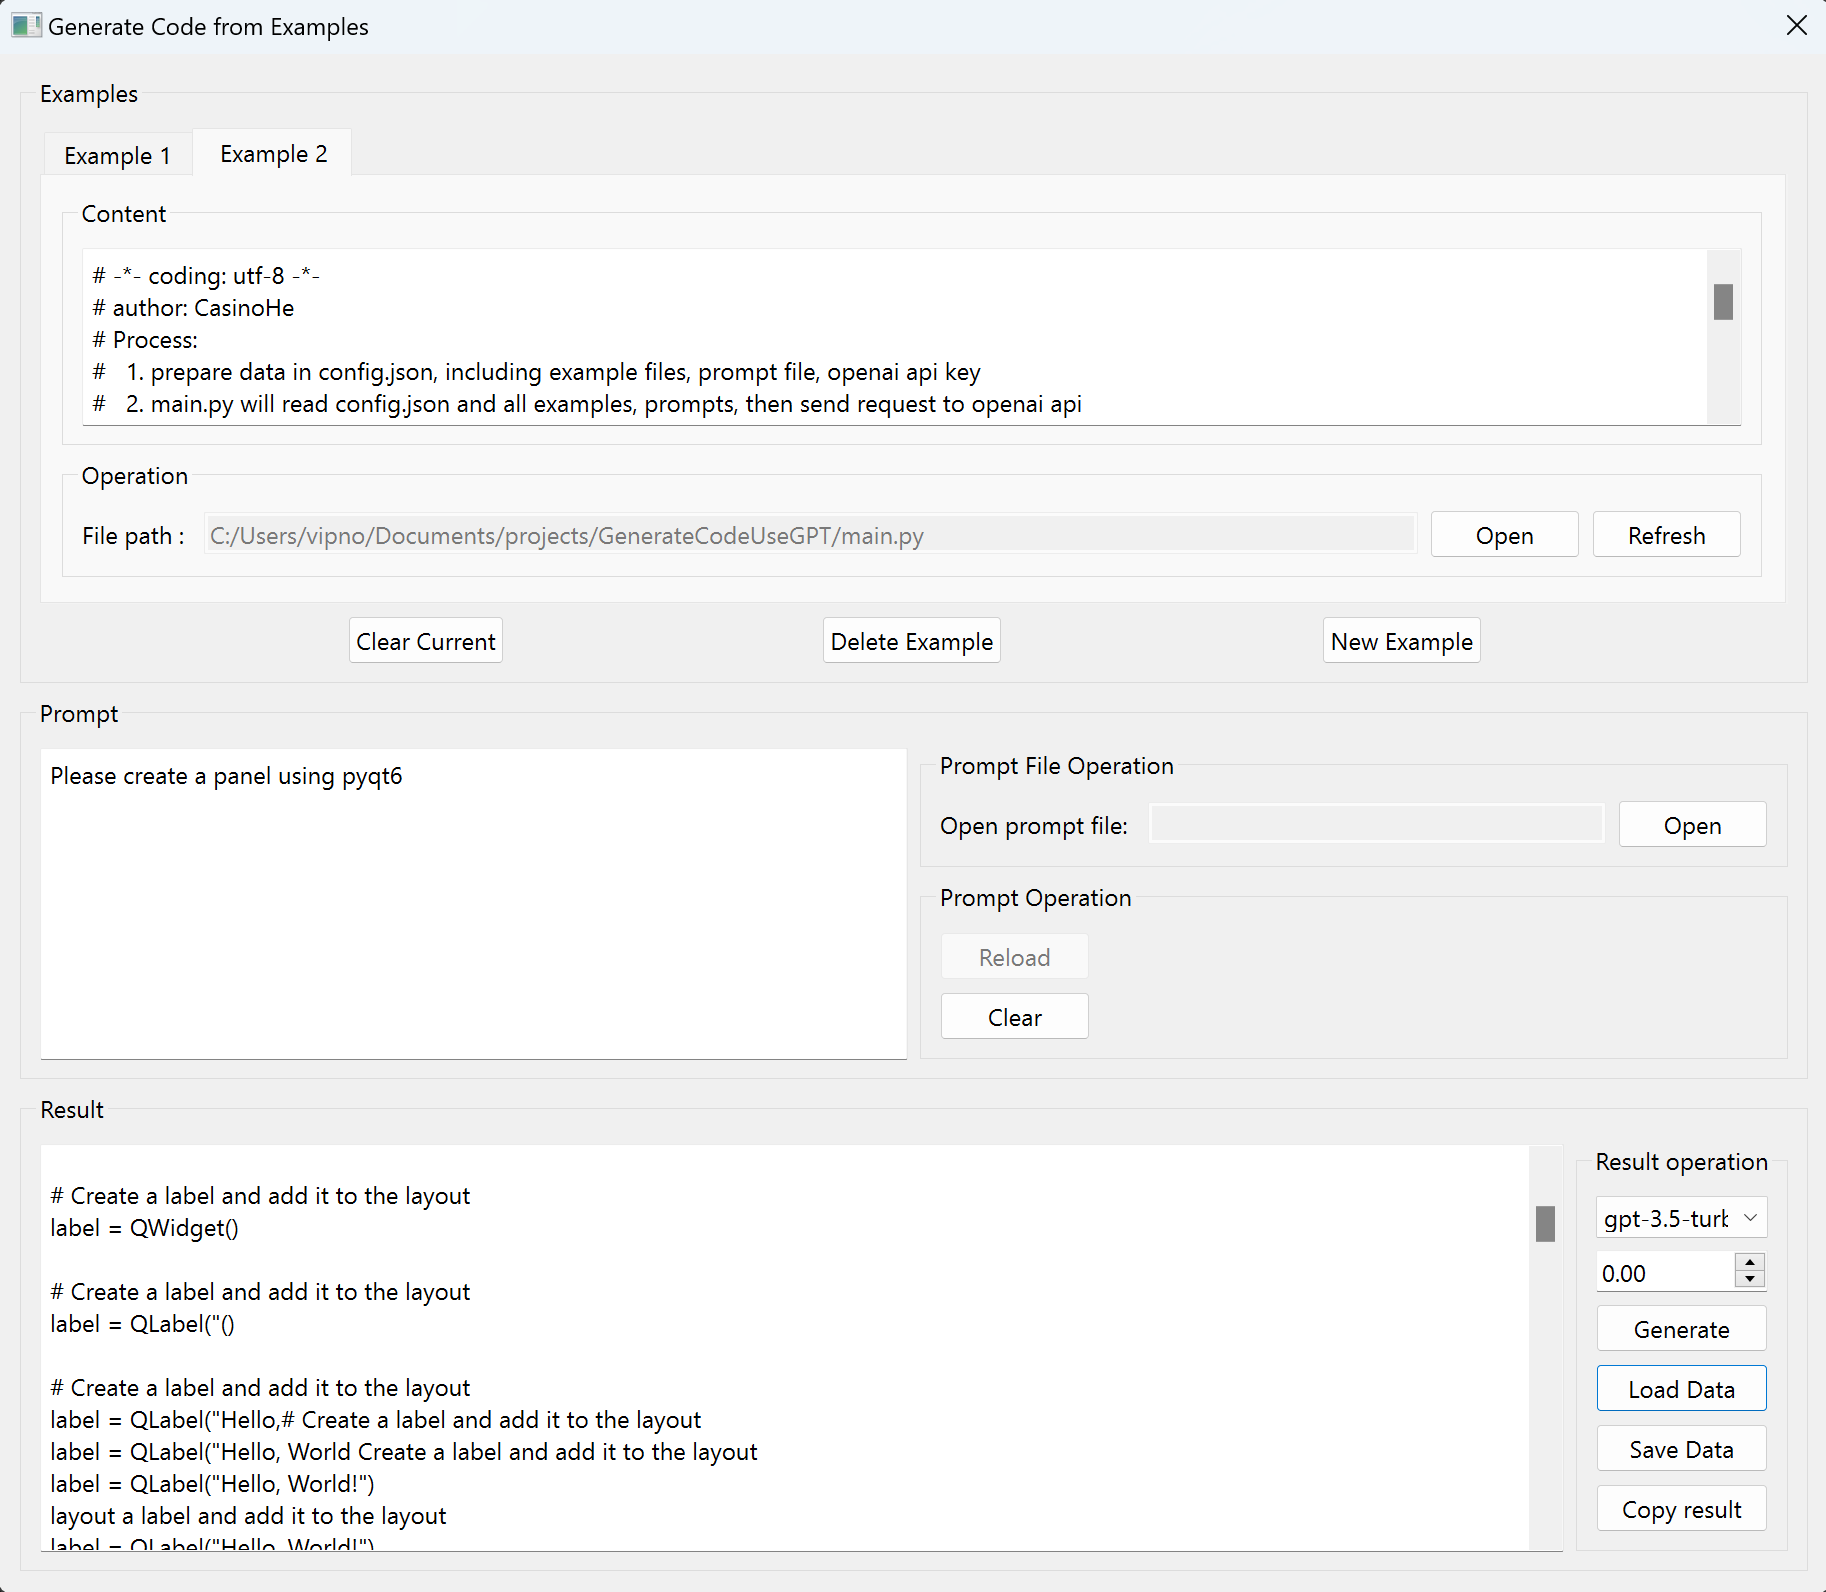 Generate Code from Examples
Examples
Example 1
Example 2
Content
# -*- coding: utf-8 -*-
# author: CasinoHe
# Process:
#   1. prepare data in config.json, including example files, prompt file, openai api key
#   2. main.py will read config.json and all examples, prompts, then send request to openai api
Operation
File path :
C:/Users/vipno/Documents/projects/GenerateCodeUseGPT/main.py
Open
Refresh
Clear Current
Delete Example
New Example
Prompt
Please create a panel using pyqt6
Prompt File Operation
Open prompt file:
Open
Prompt Operation
Reload
Clear
Result
# Create a label and add it to the layout
label = QWidget()
# Create a label and add it to the layout
label = QLabel("()
# Create a label and add it to the layout
label = QLabel("Hello,# Create a label and add it to the layout
label = QLabel("Hello, World Create a label and add it to the layout
label = QLabel("Hello, World!")
layout a label and add it to the layout
label = QLabel("Hello, World!")
Result operation
gpt-3.5-turb
0.00
Generate
Load Data
Save Data
Copy result